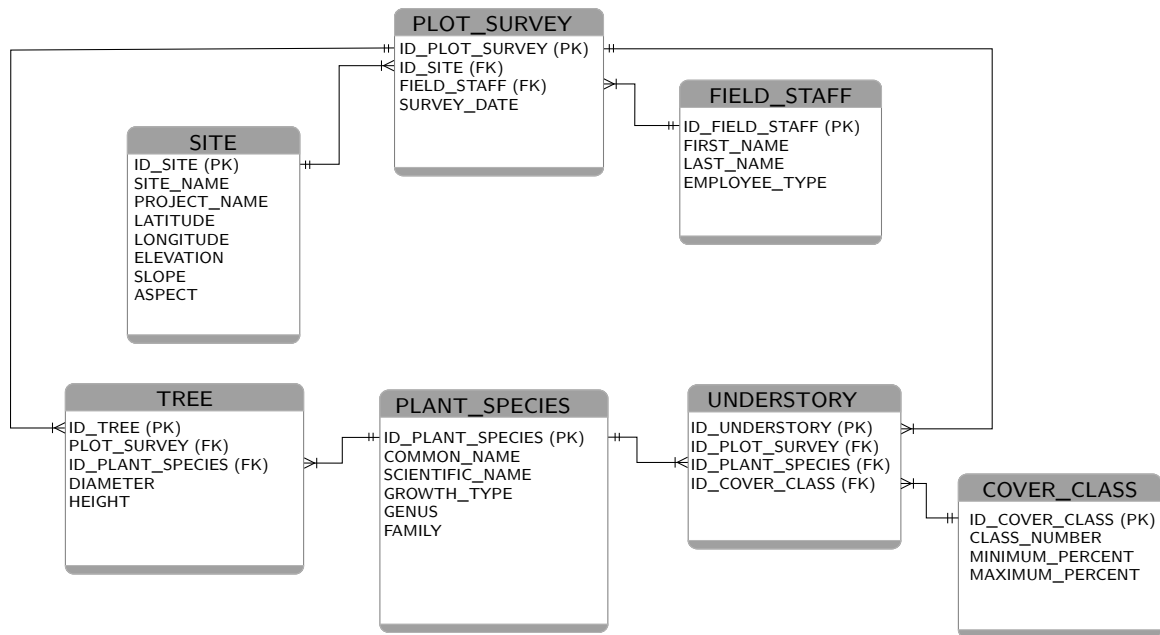 PLOT_SURVEY
ID_PLOT_SURVEY (PK)
ID_SITE (FK)
FIELD_STAFF (FK)
SURVEY_DATE
FIELD_STAFF
ID_FIELD_STAFF (PK)
FIRST_NAME
LAST_NAME
EMPLOYEE_TYPE
SITE
ID_SITE (PK)
SITE_NAME
PROJECT_NAME
LATITUDE
LONGITUDE
ELEVATION
SLOPE
ASPECT
TREE
ID_TREE (PK)
PLOT_SURVEY (FK)
ID_PLANT_SPECIES (FK)
DIAMETER
HEIGHT
PLANT_SPECIES
ID_PLANT_SPECIES (PK)
COMMON_NAME
SCIENTIFIC_NAME
GROWTH_TYPE
GENUS
FAMILY
UNDERSTORY
ID_UNDERSTORY (PK)
ID_PLOT_SURVEY (FK)
ID_PLANT_SPECIES (FK)
ID_COVER_CLASS (FK)
COVER_CLASS
ID_COVER_CLASS (PK)
CLASS_NUMBER
MINIMUM_PERCENT
MAXIMUM_PERCENT